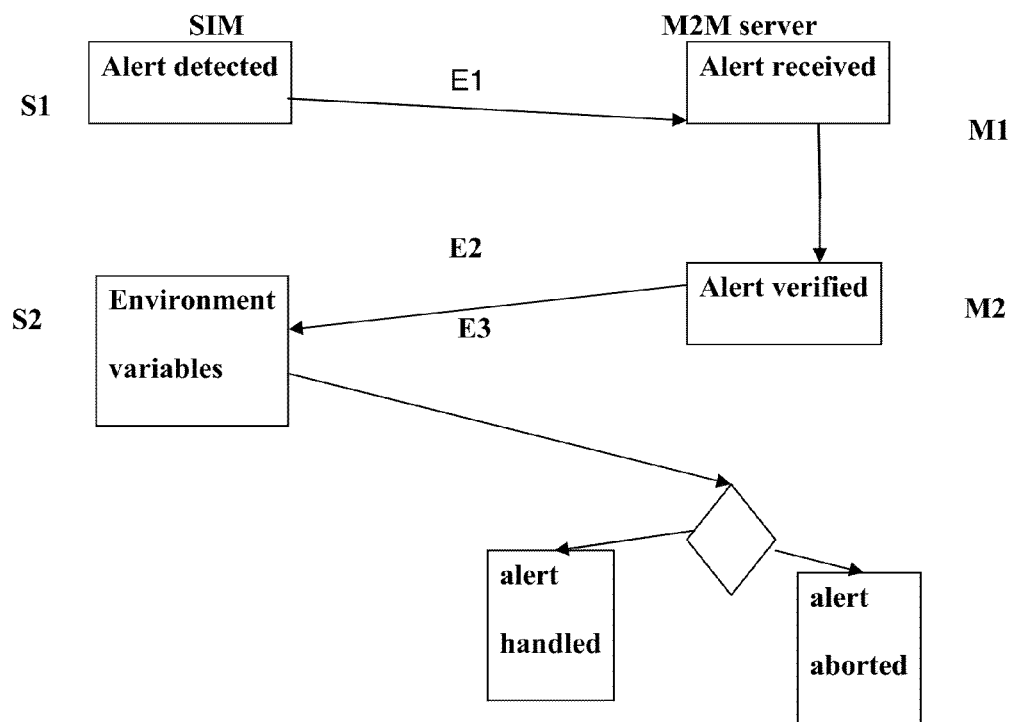 SIM
M2M server
Alert detected
Alert received
E1
S1
M1
E2
Alert verified
Environment
variables
S2
E3
M2
alert
handled
alert
aborted